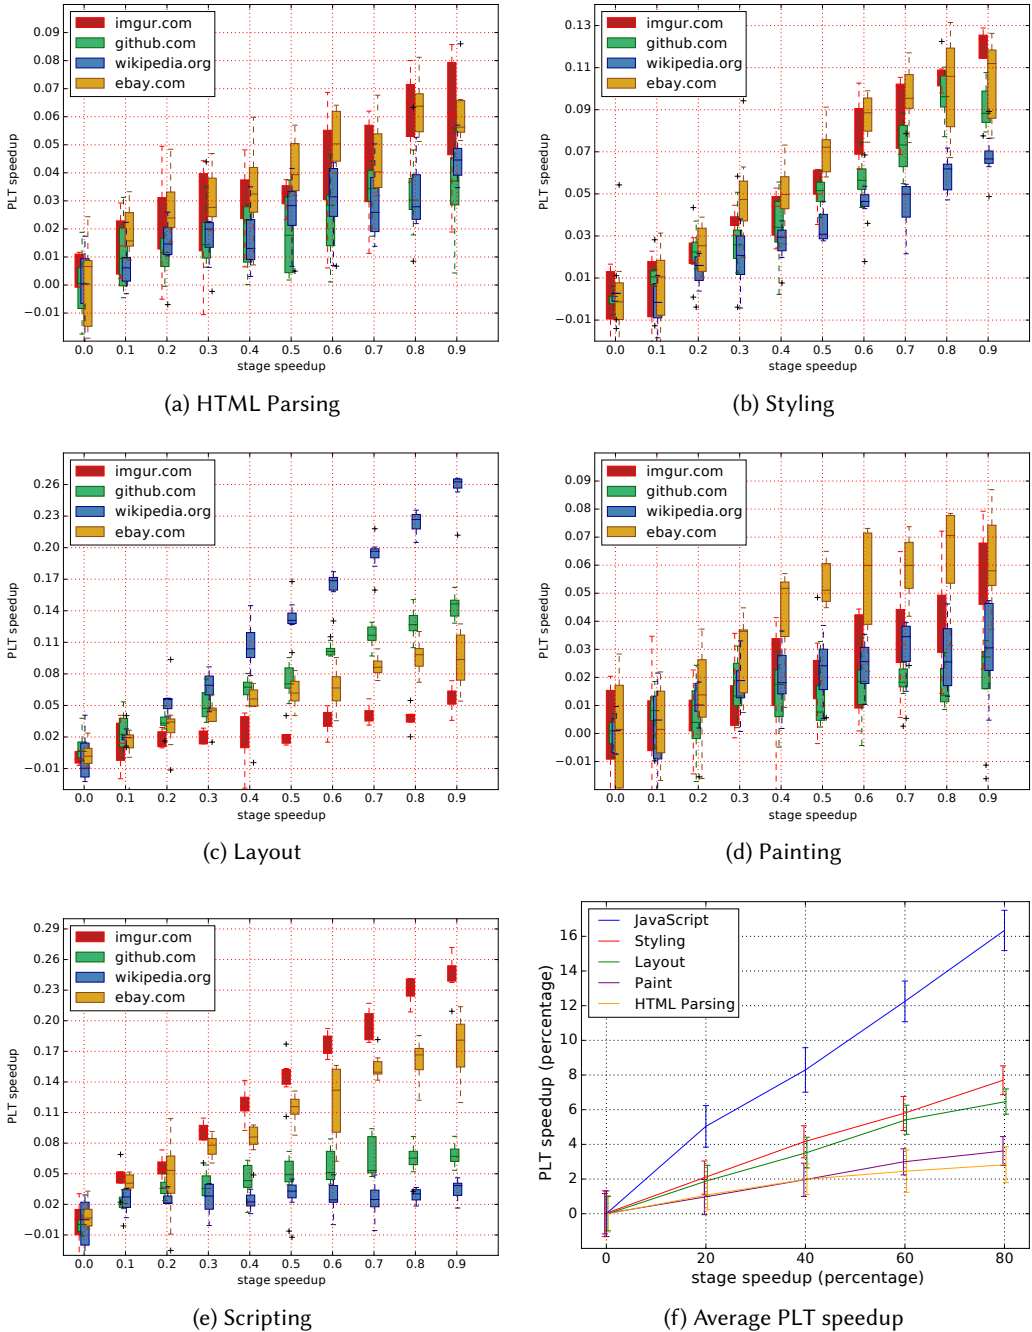 imgur.com
github.com
wikipedia.org
ebay.com
0.09
0.08
0.07
0.06
0.05
0.04
0.03
0.02
0.01
0.00
−0.01
PLT speedup
0.0 0.1 0.2 0.3 0.4 0.5 0.6 0.7 0.8 0.9
stage speedup
(a) HTML Parsing
imgur.com
github.com
wikipedia.org
ebay.com
0.13
0.11
0.09
0.07
0.05
0.03
0.01
−0.01
PLT speedup
0.0 0.1 0.2 0.3 0.4 0.5 0.6 0.7 0.8 0.9
stage speedup
(b) Styling
imgur.com
github.com
wikipedia.org
ebay.com
0.26
0.23
0.20
0.17
0.14
0.11
0.08
0.05
0.02
−0.01
PLT speedup
0.0 0.1 0.2 0.3 0.4 0.5 0.6 0.7 0.8 0.9
stage speedup
(c) Layout
imgur.com
github.com
wikipedia.org
ebay.com
0.09
0.08
0.07
0.06
0.05
0.04
0.03
0.02
0.01
0.00
−0.01
PLT speedup
0.0 0.1 0.2 0.3 0.4 0.5 0.6 0.7 0.8 0.9
stage speedup
(d) Painting
imgur.com
github.com
wikipedia.org
ebay.com
0.29
0.26
0.23
0.20
0.17
0.14
0.11
0.08
0.05
0.02
−0.01
PLT speedup
0.0 0.1 0.2 0.3 0.4 0.5 0.6 0.7 0.8 0.9
stage speedup
(e) Scripting
JavaScript
Styling
Layout
Paint
HTML Parsing
16
14
12
10
8
6
4
2
0
PLT speedup (percentage)
0 20 40 60 80
stage speedup (percentage)
(f) Average PLT speedup